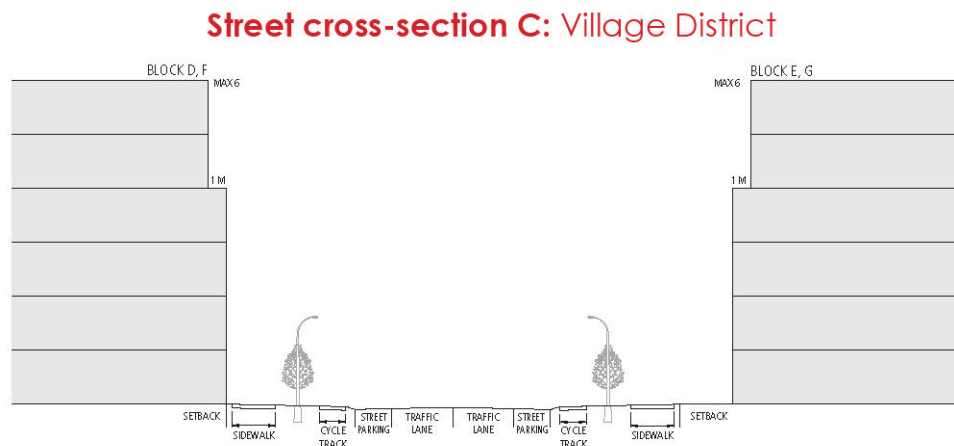 Street cross-section C: Village District
BLOCK D, F
BLOCK E, G
MAX 6
MAX 6
1 M
1 M
SETBACK
SIDEWALK
CYCLE
TRACK
STREET
PARKING
TRAFFIC
LANE
TRAFFIC
LANE
STREET
PARKING
CYCLE
TRACK
SIDEWALK
SETBACK